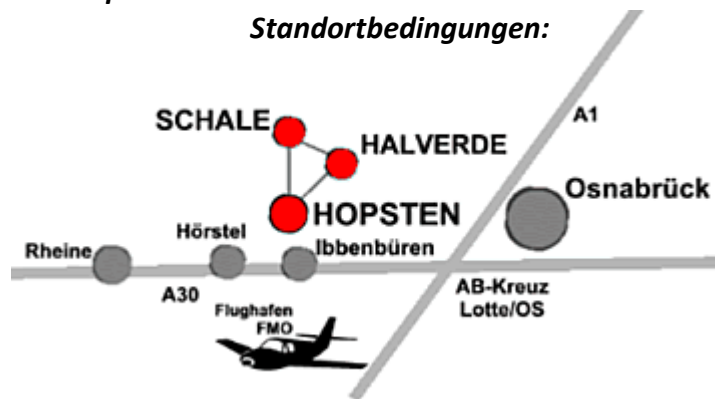 Standortbedingungen:
A1
SCHALE
HALVERDE
Osnabrück
HOPSTEN
Hörstel
Ibbenbüren
Rheine
A30
AB-Kreuz
Lotte/OS
Flughafen
FMO